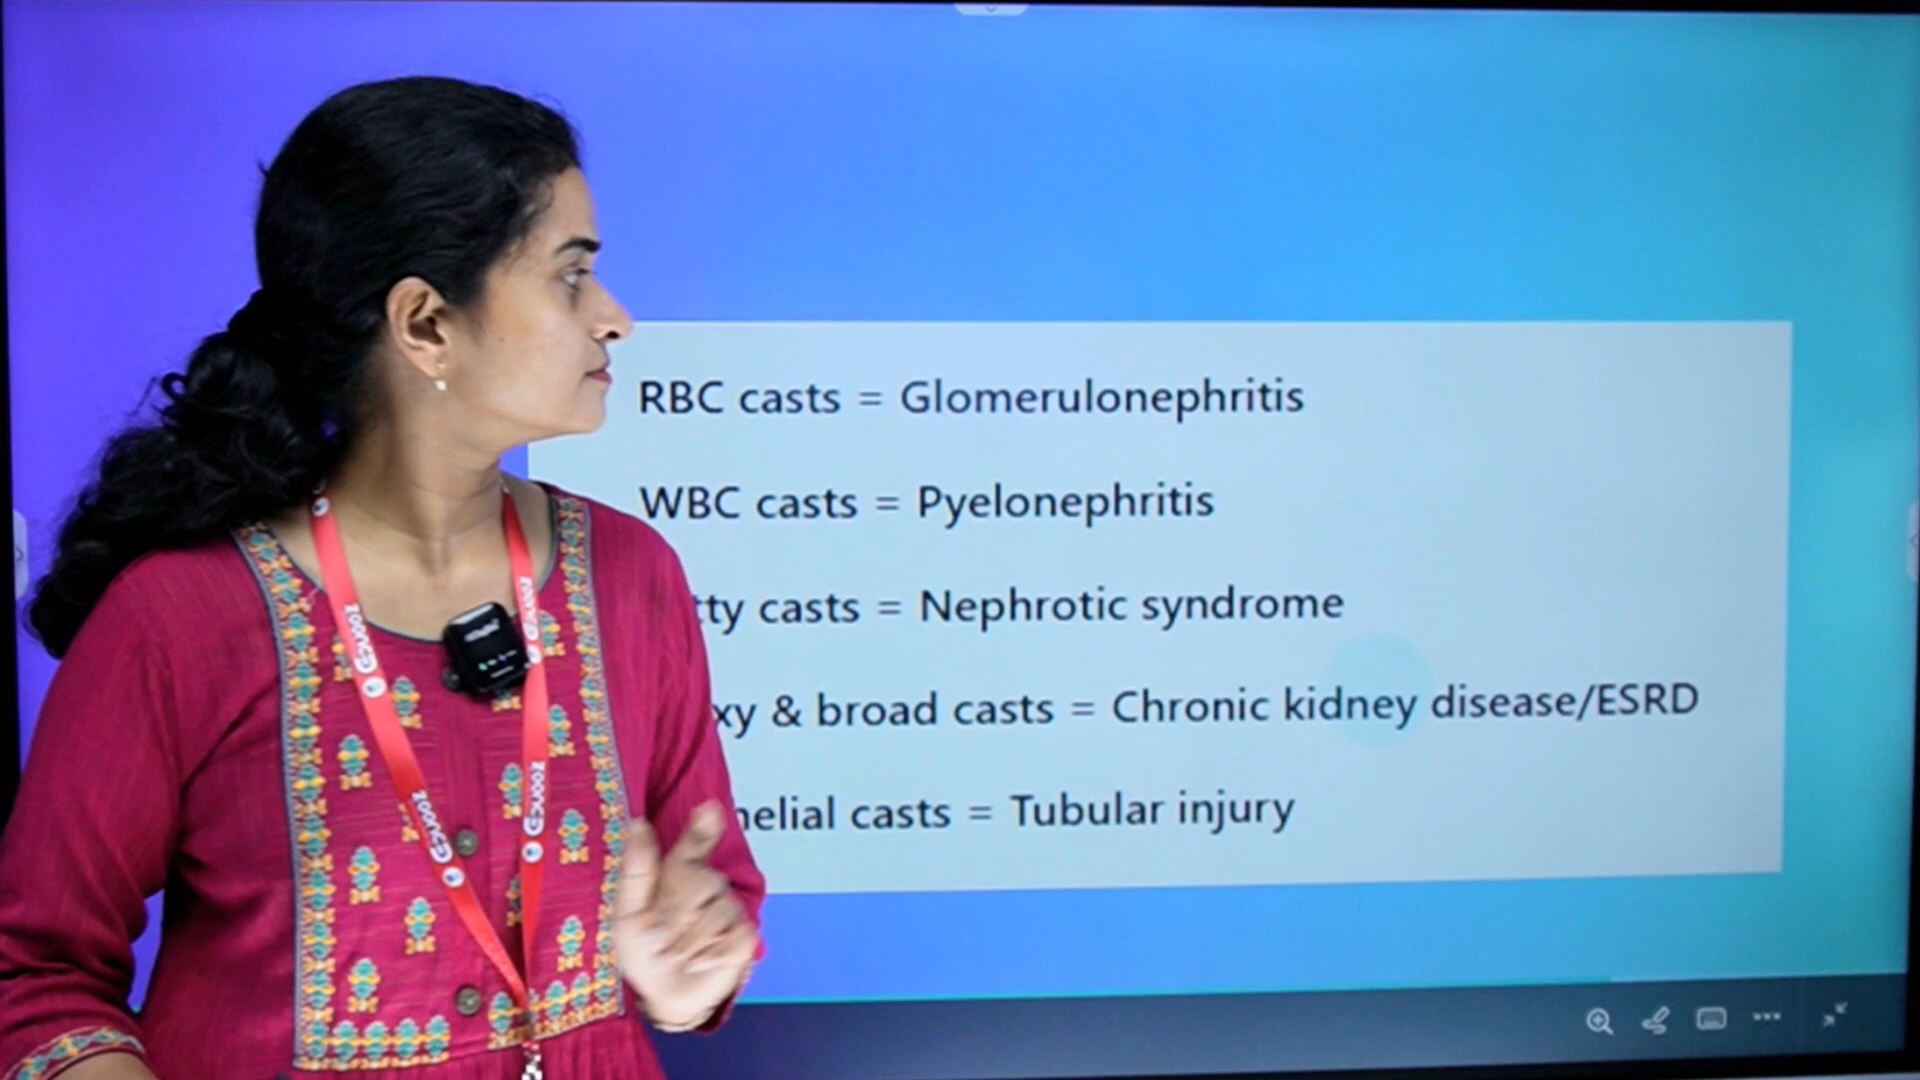 RBC casts = Glomerulonephritis
WBC casts = Pyelonephritis
tty casts = Nephrotic syndrome
xy & broad casts = Chronic kidney disease/ESRD
helial casts = Tubular injury